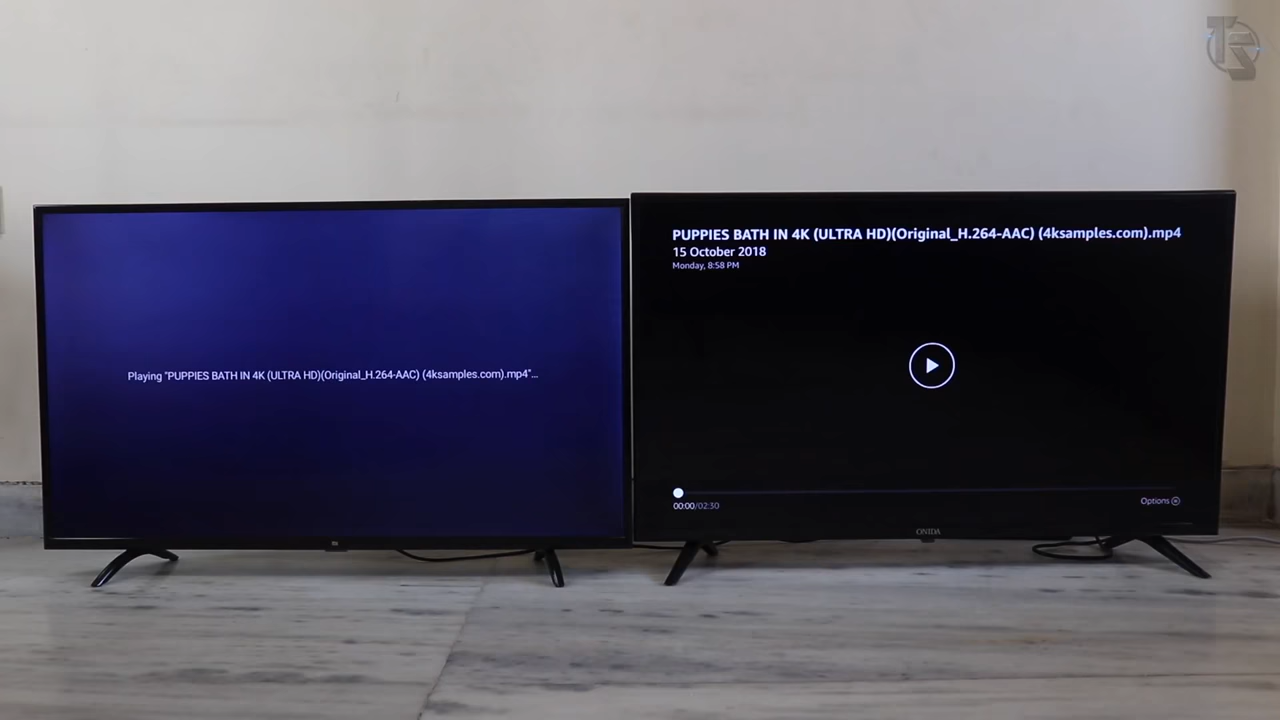 Playing "PUPPIES BATH IN 4K (ULTRA HD)(Original_H.264-AAC) (4ksamples.com).mp4"...
mi
PUPPIES BATH IN 4K (ULTRA HD)(Original_H.264-AAC) (4ksamples.com).mp4
15 October 2018
Monday, 8:58 PM
00:00/02:30
Options
ONIDA
TS